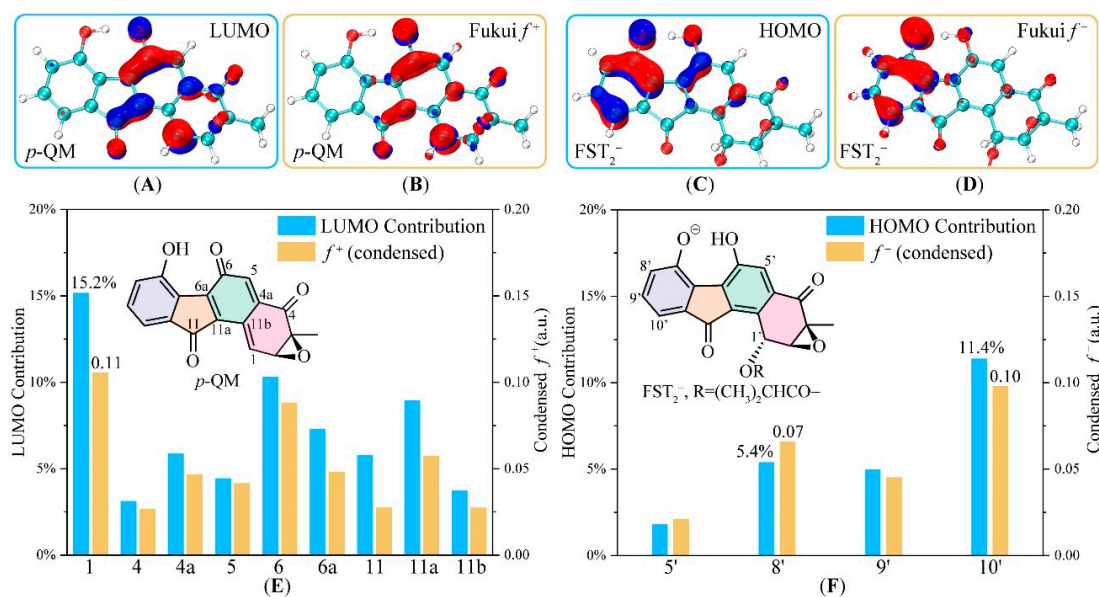 LUMO
p-QM
(A)
Fukui f⁺
p-QM
(B)
HOMO
FST₂⁻
(C)
Fukui f⁻
FST₂⁻
(D)
20%
15%
10%
5%
0%
LUMO Contribution
LUMO Contribution
f⁺ (condensed)
0.20
0.15
0.10
0.05
0.00
Condensed f⁺(a.u.)
15.2%
0.11
OH
O
6
5
6a
4a
O
4
11
11a
11b
O
1
O
p-QM
1
4
4a
5
6
6a
11
11a
11b
(E)
20%
15%
10%
5%
0%
HOMO Contribution
HOMO Contribution
f⁻ (condensed)
0.20
0.15
0.10
0.05
0.00
Condensed f⁻(a.u.)
O⊖
HO
8'
5'
9'
O
10'
1'
O
O
OR
FST₂⁻, R=(CH₃)₂CHCO−
5.4%
0.07
11.4%
0.10
5'
8'
9'
10'
(F)